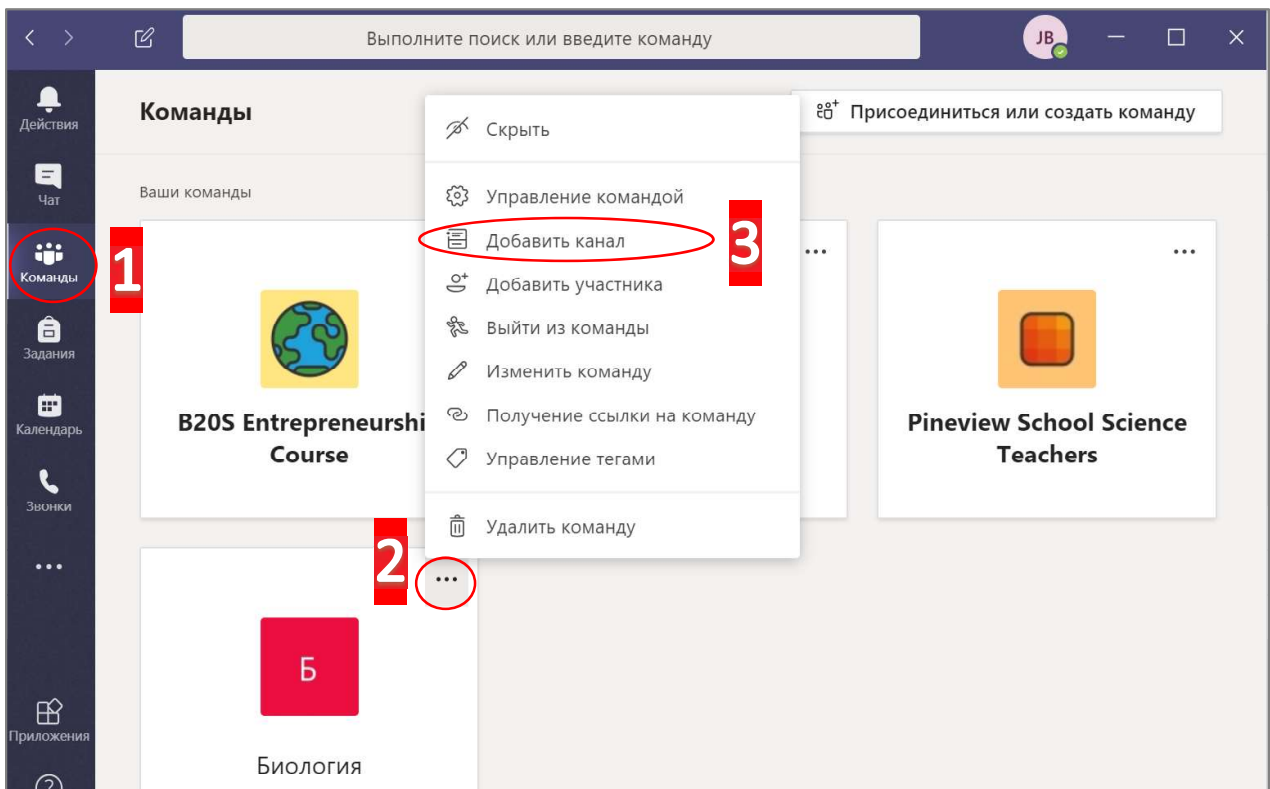 Выполните поиск или введите команду
JB
Действия
Чат
Команды
Задания
Календарь
Звонки
Приложения
Команды
Присоединиться или создать команду
Ваши команды
1
B20S Entrepreneurshi
Course
Скрыть
Управление командой
Добавить канал
3
Добавить участника
Выйти из команды
Изменить команду
Получение ссылки на команду
Управление тегами
Удалить команду
Pineview School Science
Teachers
2
Б
Биология